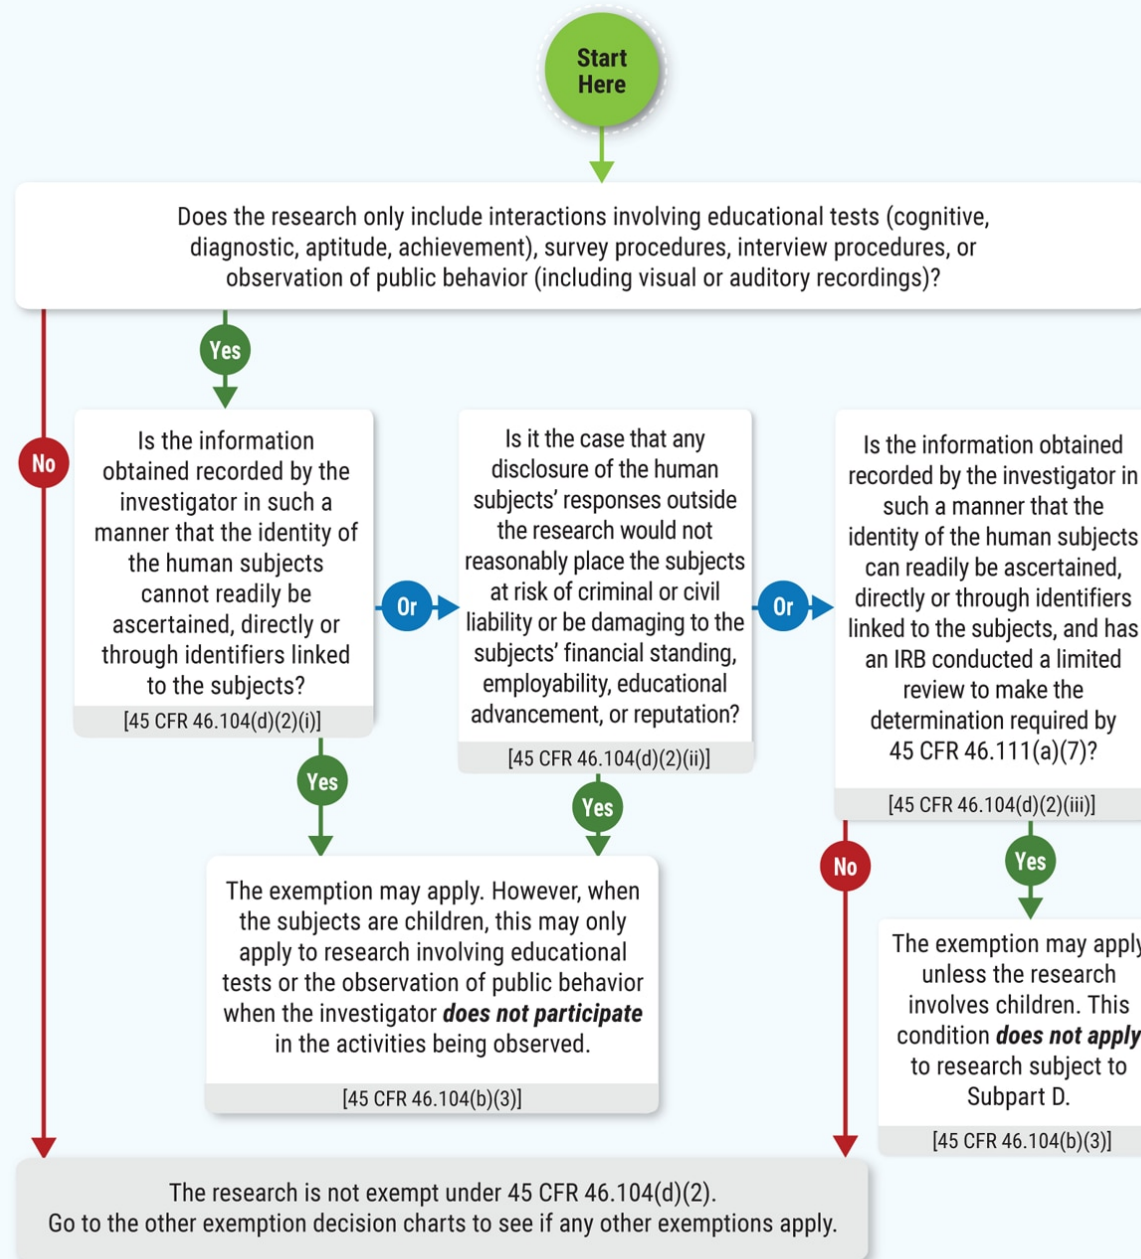 Start
Here
Does the research only include interactions involving educational tests (cognitive,
diagnostic, aptitude, achievement), survey procedures, interview procedures, or
observation of public behavior (including visual or auditory recordings)?
Yes
No
Is the information
obtained recorded by the
investigator in such a
manner that the identity of
the human subjects
cannot readily be
ascertained, directly or
through identifiers linked
to the subjects?
[45 CFR 46.104(d)(2)(i)]
Or
Is it the case that any
disclosure of the human
subjects’ responses outside
the research would not
reasonably place the subjects
at risk of criminal or civil
liability or be damaging to the
subjects’ financial standing,
employability, educational
advancement, or reputation?
[45 CFR 46.104(d)(2)(ii)]
Or
Is the information obtained
recorded by the investigator in
such a manner that the
identity of the human subjects
can readily be ascertained,
directly or through identifiers
linked to the subjects, and has
an IRB conducted a limited
review to make the
determination required by
45 CFR 46.111(a)(7)?
[45 CFR 46.104(d)(2)(iii)]
Yes
Yes
No
Yes
The exemption may apply. However, when
the subjects are children, this may only
apply to research involving educational
tests or the observation of public behavior
when the investigator does not participate
in the activities being observed.
[45 CFR 46.104(b)(3)]
The exemption may apply
unless the research
involves children. This
condition does not apply
to research subject to
Subpart D.
[45 CFR 46.104(b)(3)]
The research is not exempt under 45 CFR 46.104(d)(2).
Go to the other exemption decision charts to see if any other exemptions apply.